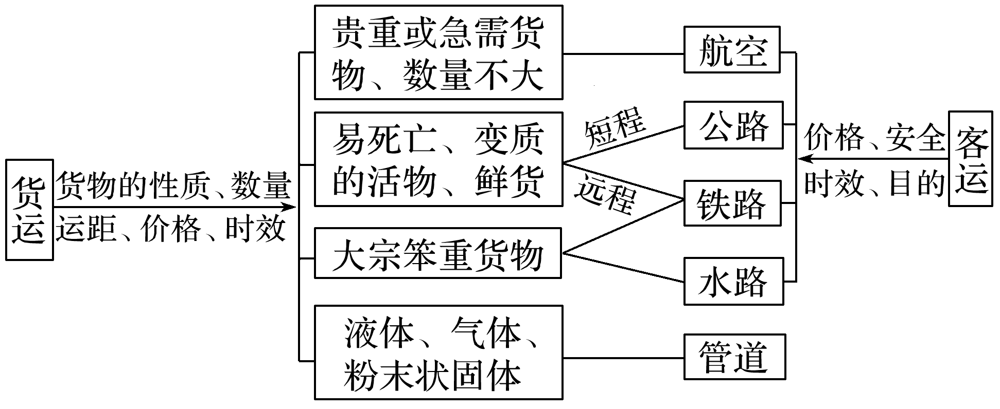 货运
货物的性质、数量
运距、价格、时效
贵重或急需货
物、数量不大
易死亡、变质
的活物、鲜货
大宗笨重货物
液体、气体、
粉末状固体
短程
远程
航空
公路
铁路
水路
管道
价格、安全
时效、目的
客运